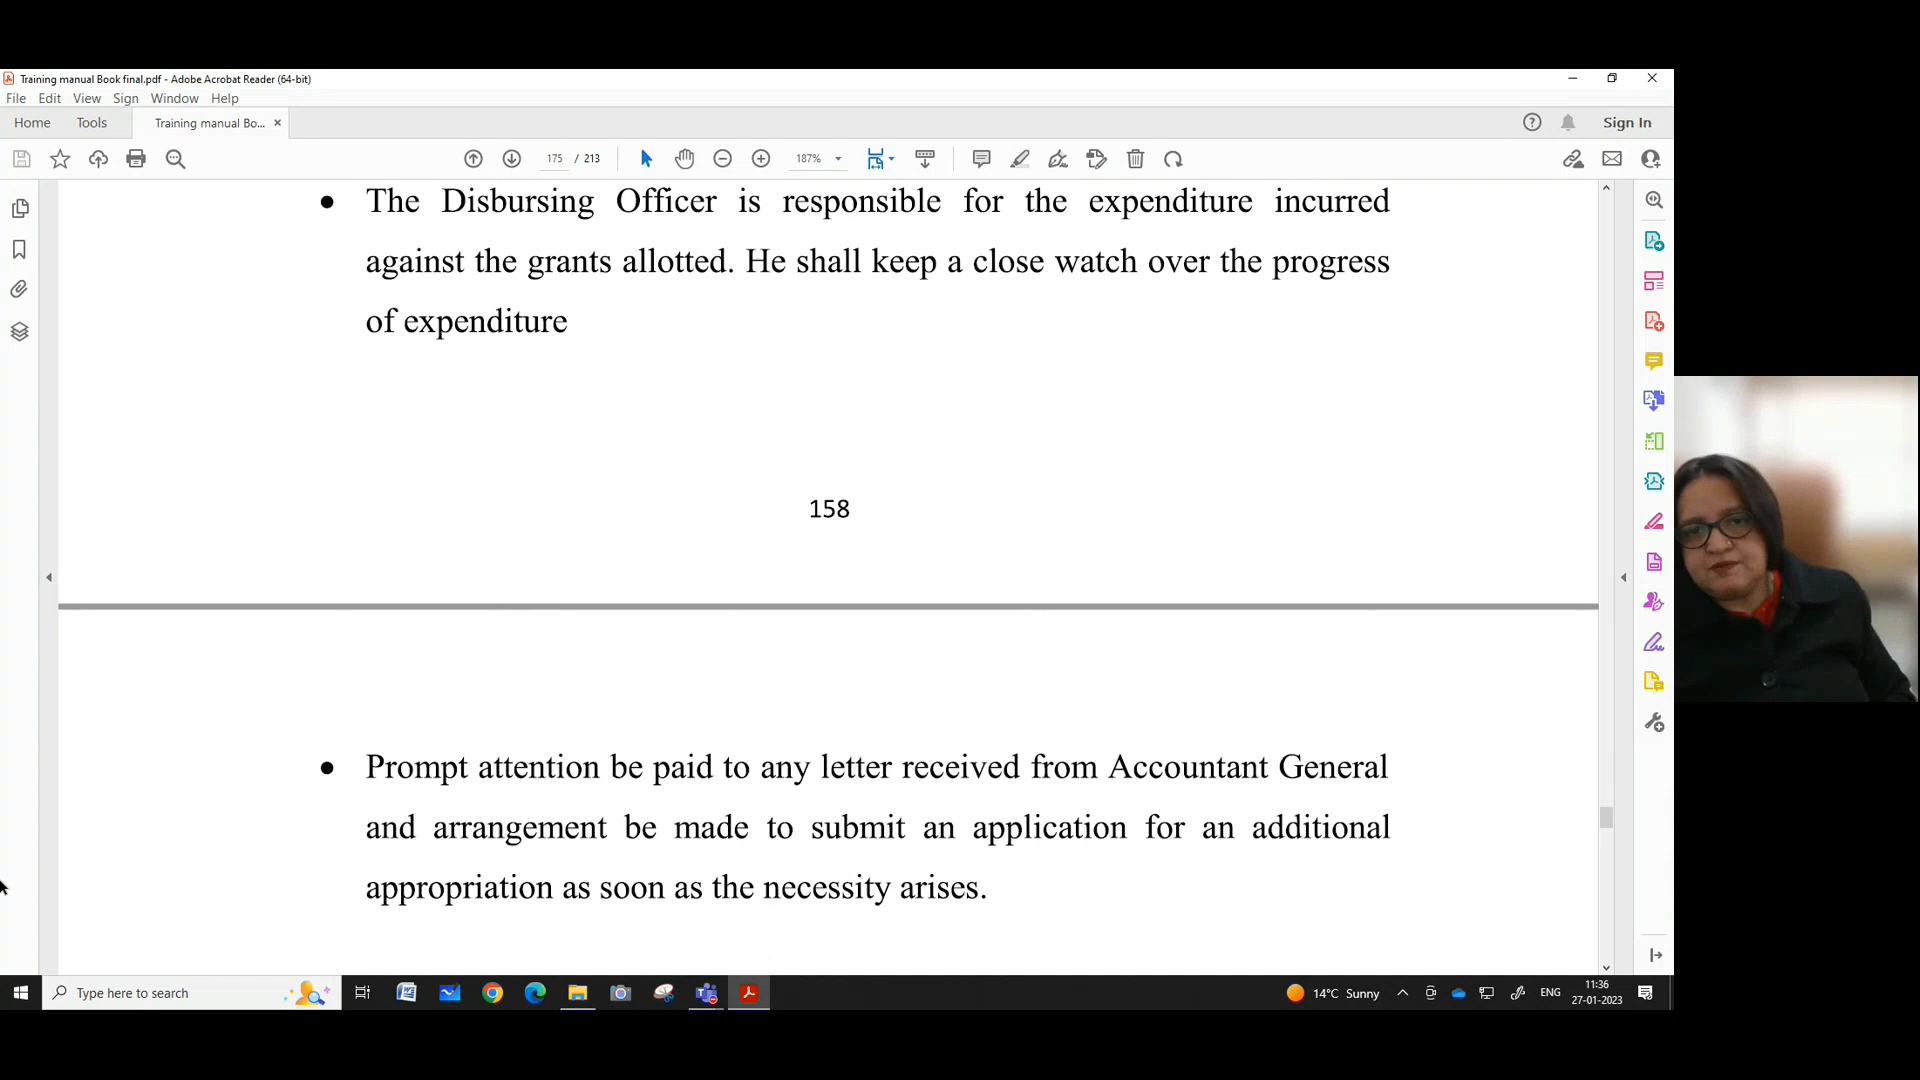 Training manual Book final.pdf - Adobe Acrobat Reader (64-bit)
File Edit View Sign Window Help
Home Tools Training manual Bo... Sign In
175 / 213 187%
The Disbursing Officer is responsible for the expenditure incurred
against the grants allotted. He shall keep a close watch over the progress
of expenditure
158
Prompt attention be paid to any letter received from Accountant General
and arrangement be made to submit an application for an additional
appropriation as soon as the necessity arises.
Type here to search
14°C Sunny
ENG
11:36
27-01-2023